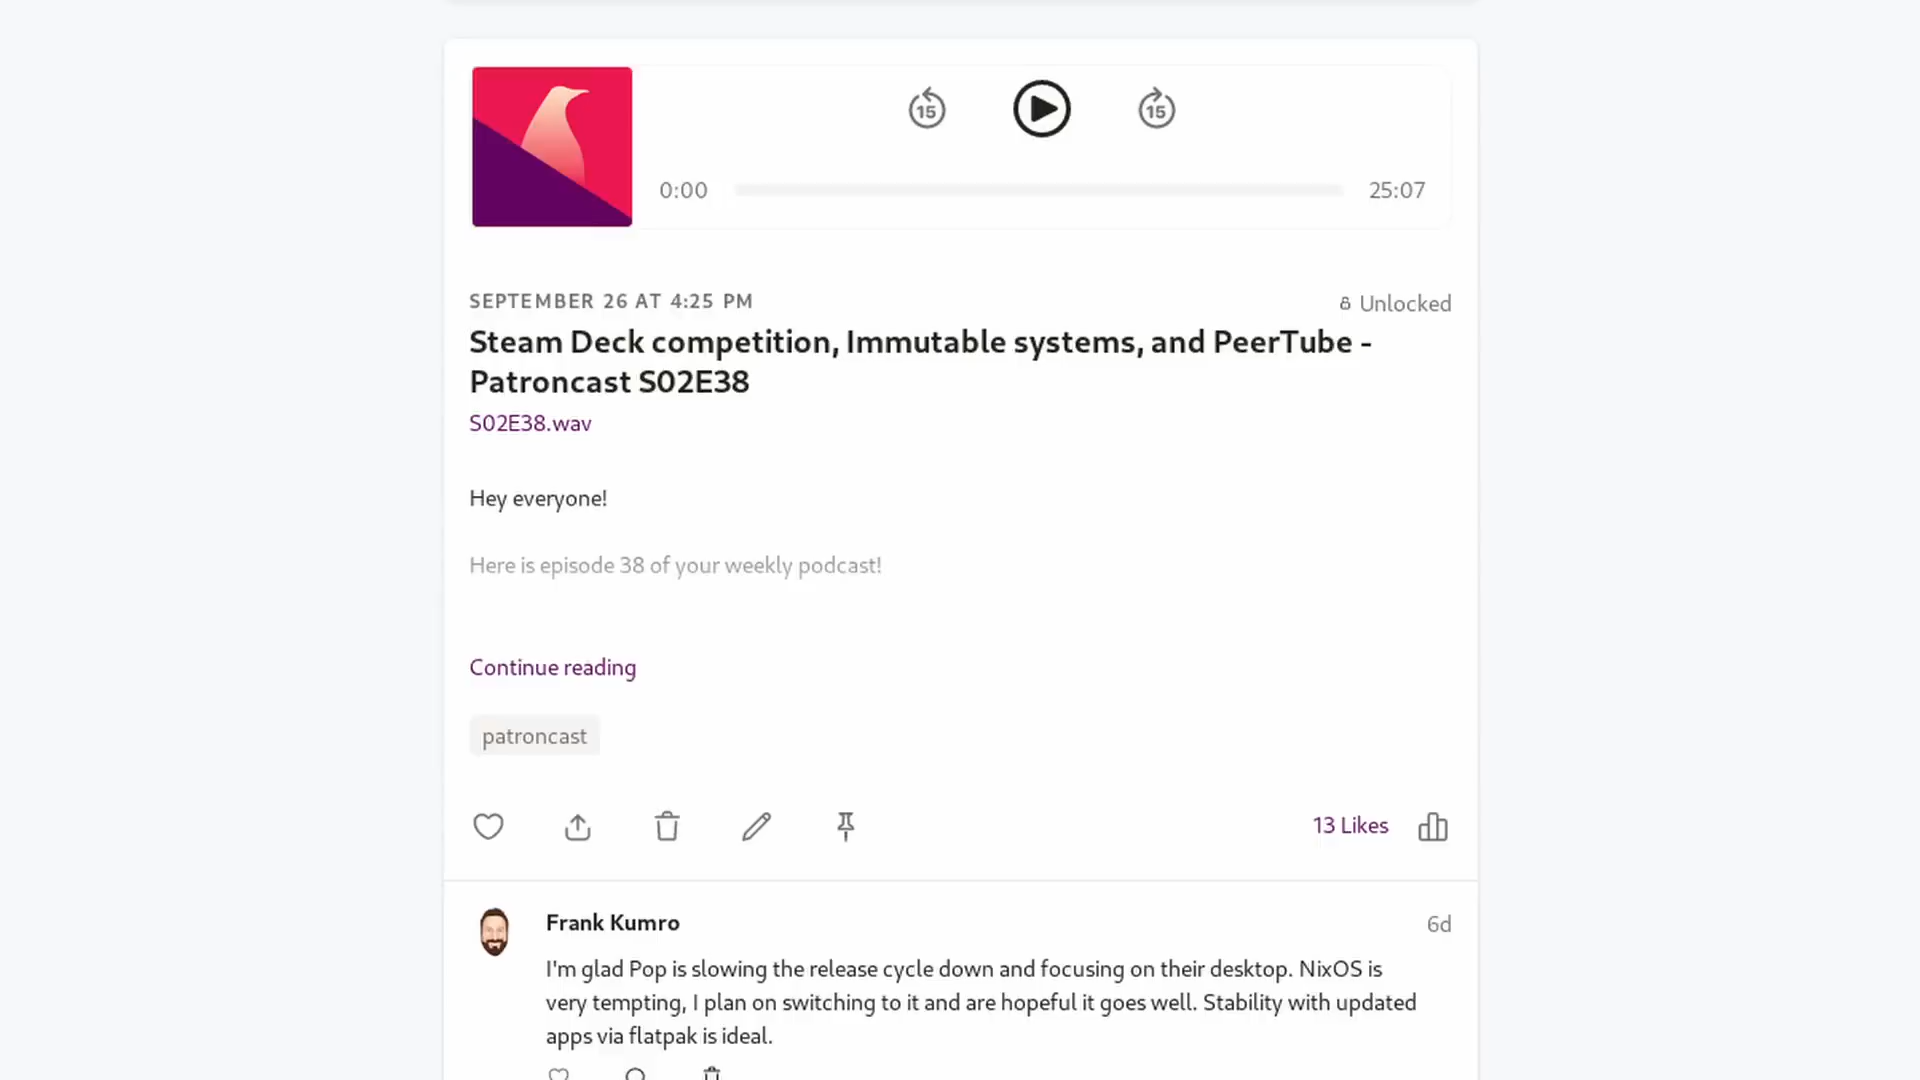 15
15
0:00
25:07
SEPTEMBER 26 AT 4:25 PM
Unlocked
Steam Deck competition, Immutable systems, and PeerTube -
Patroncast S02E38
S02E38.wav
Hey everyone!
Here is episode 38 of your weekly podcast!
Continue reading
patroncast
13 Likes
Frank Kumro
6d
I'm glad Pop is slowing the release cycle down and focusing on their desktop. NixOS is
very tempting, I plan on switching to it and are hopeful it goes well. Stability with updated
apps via flatpak is ideal.